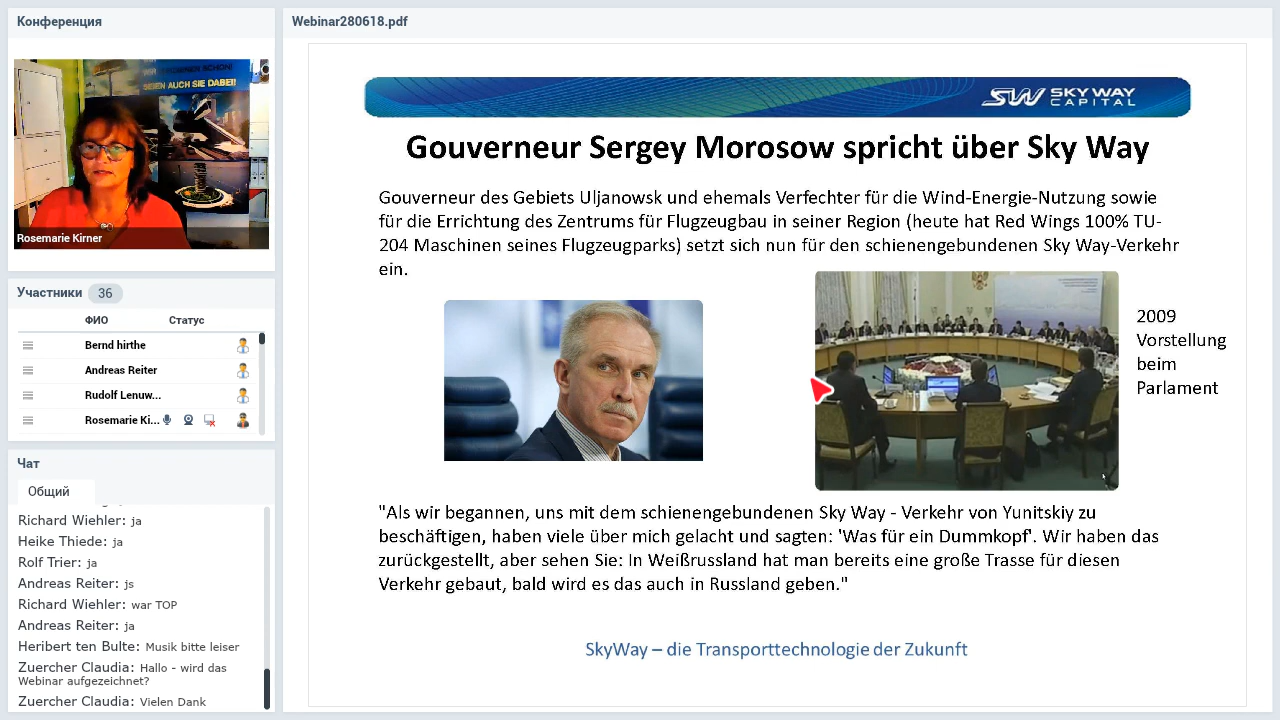 Конференция
SEIEN AUCH SIE DABEI!
Rosemarie Kirner
Участники 36
ФИО Статус
Bernd hirthe
Andreas Reiter
Rudolf Lenuw...
Rosemarie Ki...
Чат
Общий
Richard Wiehler: ja
Heike Thiede: ja
Rolf Trier: ja
Andreas Reiter: js
Richard Wiehler: war TOP
Andreas Reiter: ja
Heribert ten Bulte: Musik bitte leiser
Zuercher Claudia: Hallo - wird das
Webinar aufgezeichnet?
Zuercher Claudia: Vielen Dank
Webinar280618.pdf
SW SKY WAY
CAPITAL
Gouverneur Sergey Morosow spricht über Sky Way
Gouverneur des Gebiets Uljanowsk und ehemals Verfechter für die Wind-Energie-Nutzung sowie
für die Errichtung des Zentrums für Flugzeugbau in seiner Region (heute hat Red Wings 100% TU-
204 Maschinen seines Flugzeugparks) setzt sich nun für den schienengebundenen Sky Way-Verkehr
ein.
2009
Vorstellung
beim
Parlament
"Als wir begannen, uns mit dem schienengebundenen Sky Way - Verkehr von Yunitskiy zu
beschäftigen, haben viele über mich gelacht und sagten: 'Was für ein Dummkopf'. Wir haben das
zurückgestellt, aber sehen Sie: In Weißrussland hat man bereits eine große Trasse für diesen
Verkehr gebaut, bald wird es das auch in Russland geben."
SkyWay – die Transporttechnologie der Zukunft